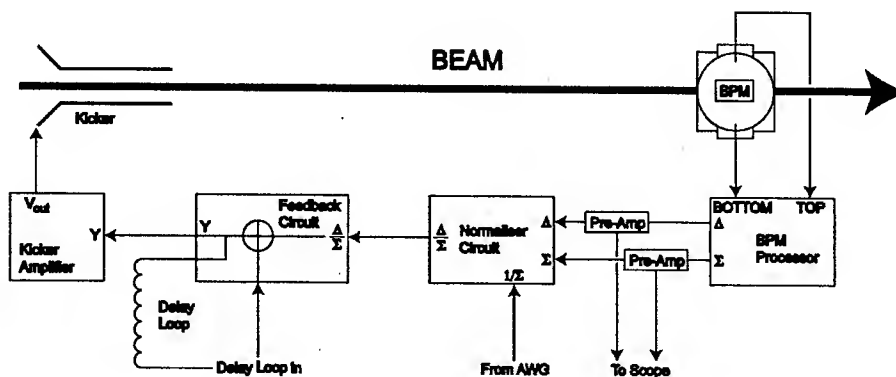 BEAM
BPM
Kicker
V_out
Y
Kicker
Amplifier
Y
Feedback
Circuit
Δ/Σ
Delay
Loop
Delay Loop In
Δ/Σ
Normaliser
Circuit
Δ
Σ
1/Σ
From AWG
Pre-Amp
Pre-Amp
To Scope
BOTTOM TOP
Δ
BPM
Processor
Σ